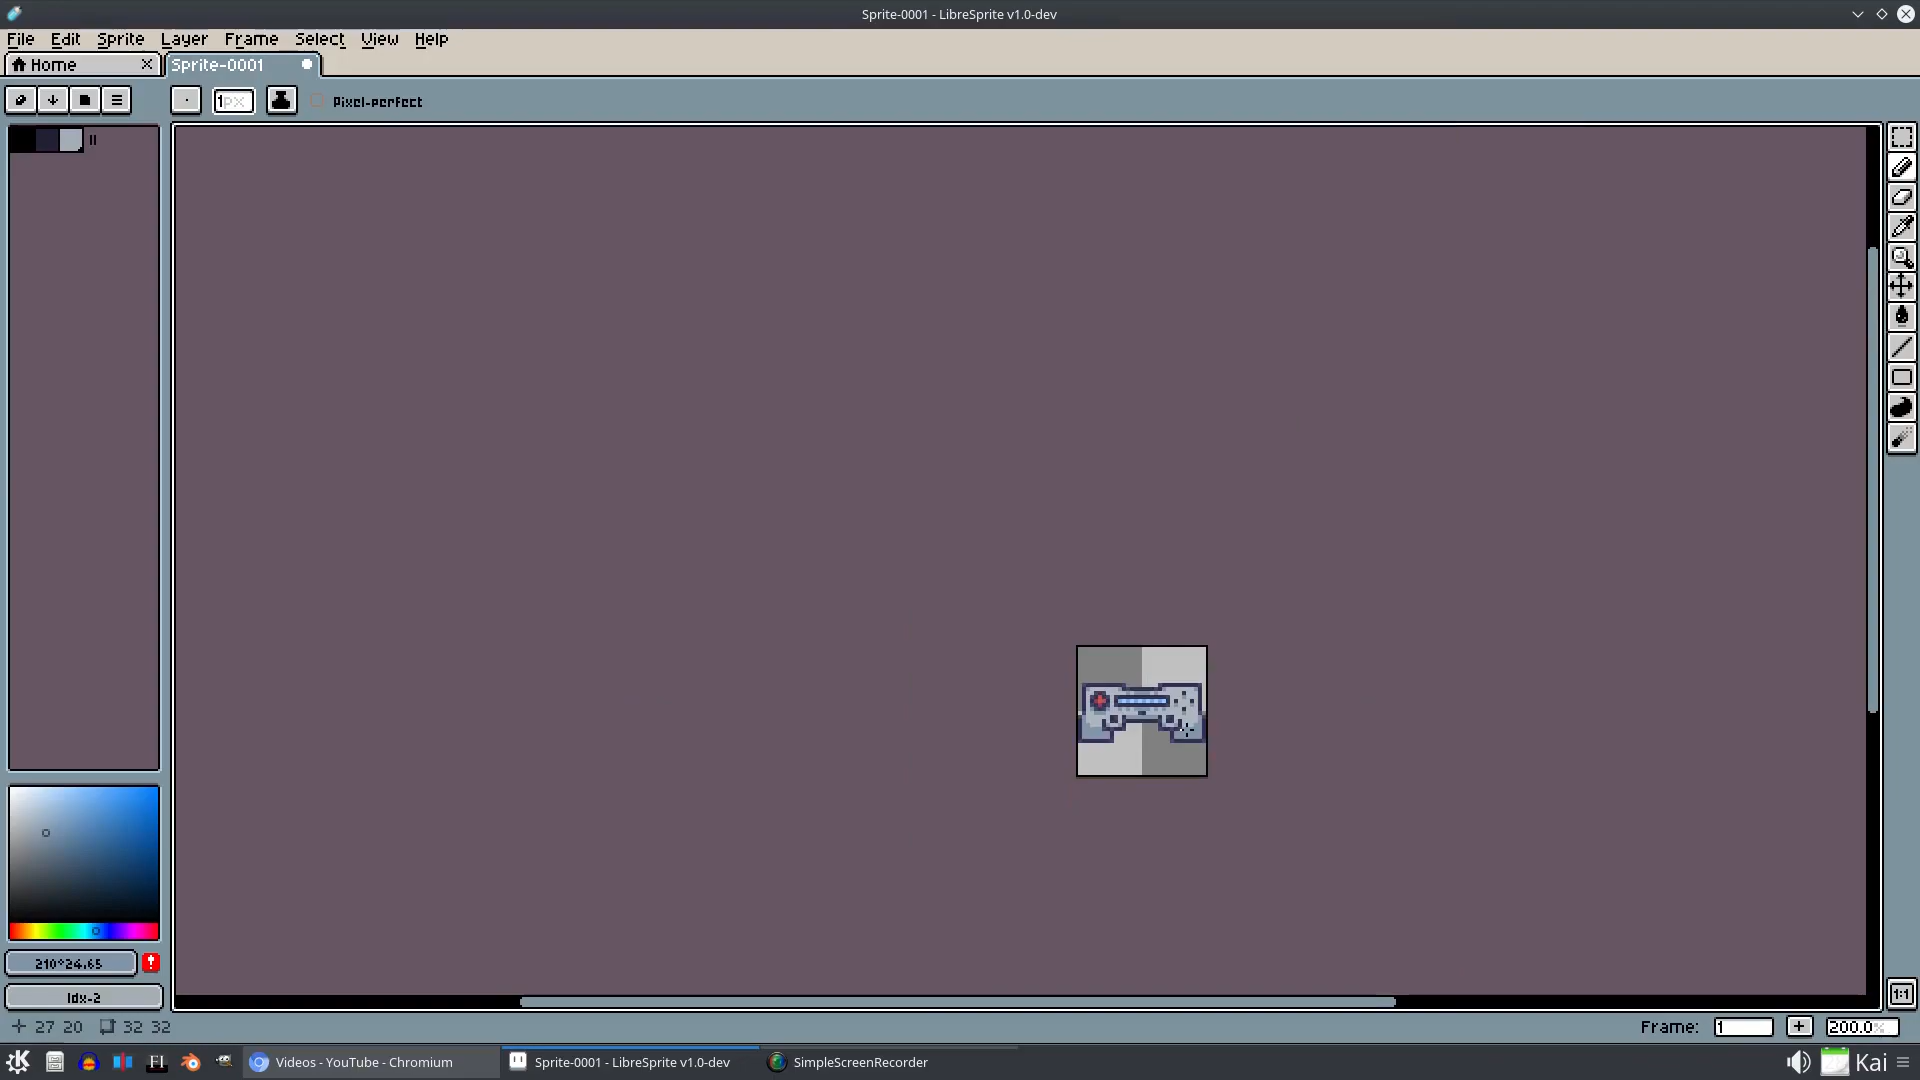 Sprite-0001 - LibreSprite v1.0-dev
File Edit Sprite Layer Frame Select View Help
Home Sprite-0001
1px Pixel-perfect
210°24.65 !
Idx-2
27 20 32 32 Frame: 1 + 200.0%
Videos - YouTube - Chromium Sprite-0001 - LibreSprite v1.0-dev SimpleScreenRecorder Kai
1:1